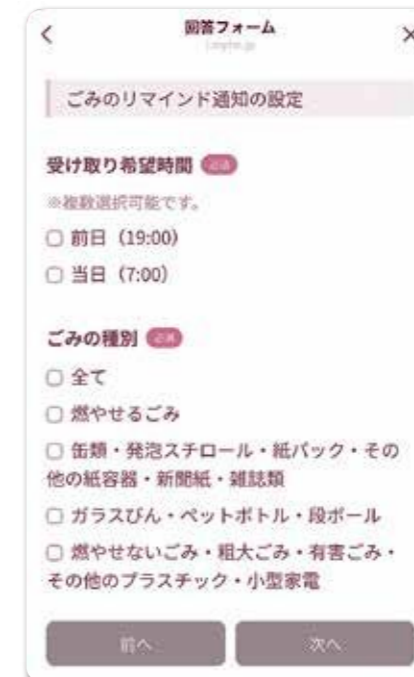 回答フォーム
ごみのリマインド通知の設定
受け取り希望時間 必須
※複数選択可能です。
前日（19:00）
当日（7:00）
ごみの種別 必須
全て
燃やせるごみ
缶類・発泡スチロール・紙パック・その
他の紙容器・新聞紙・雑誌類
ガラスびん・ペットボトル・段ボール
燃やせないごみ・粗大ごみ・有害ごみ・
その他のプラスチック・小型家電
前へ
次へ